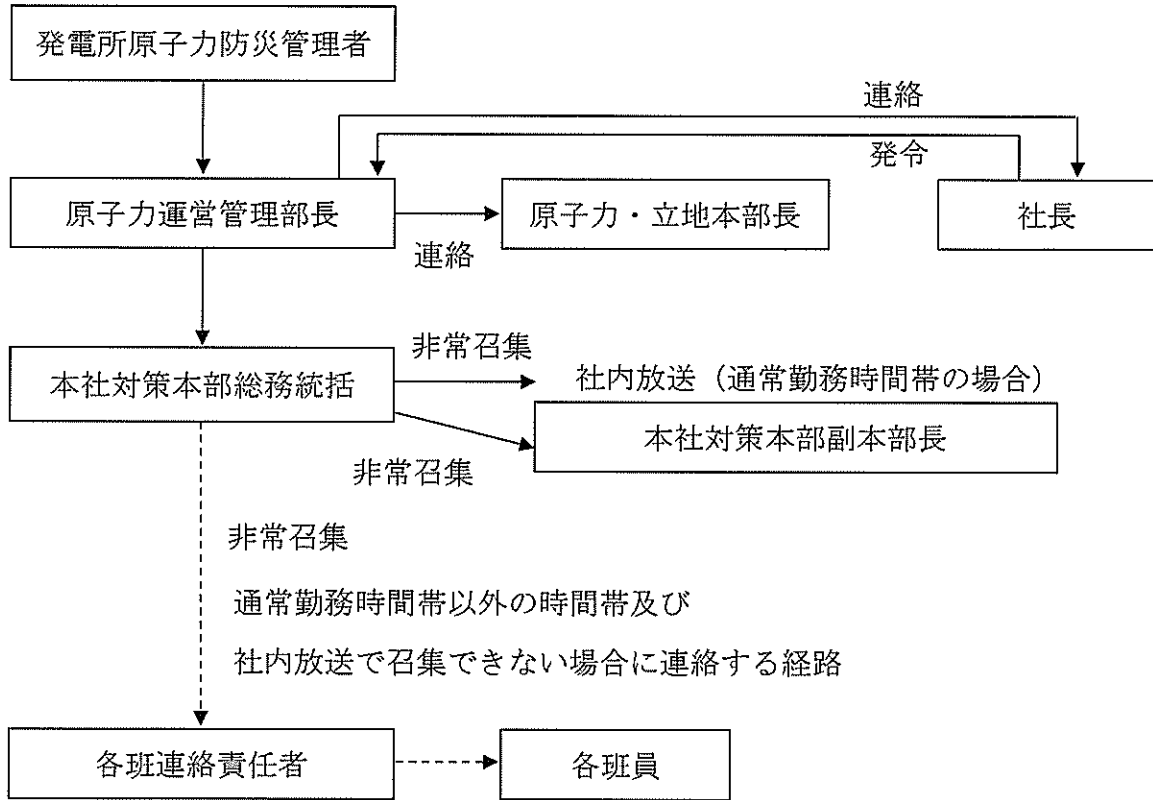 発電所原子力防災管理者
連絡
発令
原子力運営管理部長
原子力・立地本部長
社長
連絡
非常召集
本社対策本部総務統括
社内放送（通常勤務時間帯の場合）
本社対策本部副本部長
非常召集
非常召集
通常勤務時間帯以外の時間帯及び
社内放送で召集できない場合に連絡する経路
各班連絡責任者
各班員